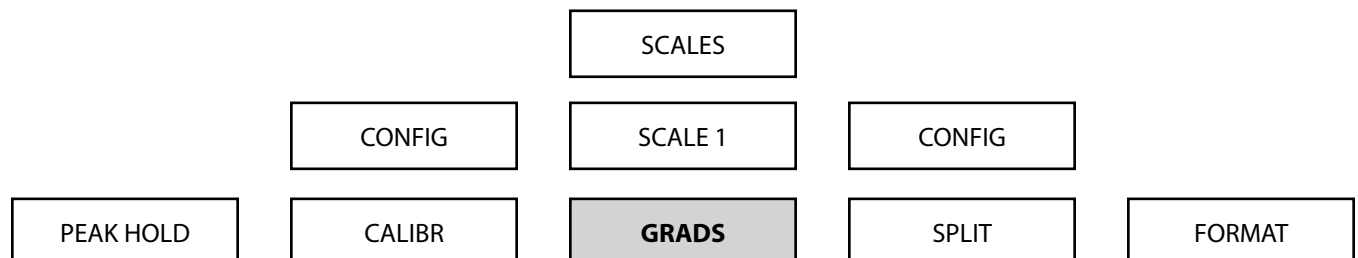 SCALES
CONFIG SCALE 1 CONFIG
PEAK HOLD CALIBR GRADS SPLIT FORMAT